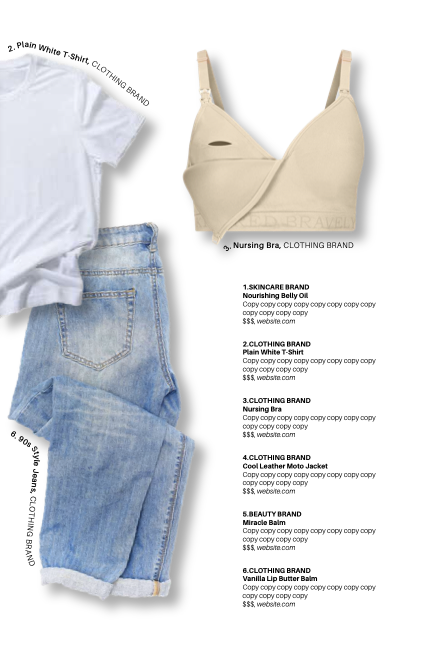 2. Plain White T-Shirt, CLOTHING BRAND
3. Nursing Bra, CLOTHING BRAND
1.SKINCARE BRAND
Nourishing Belly Oil
Copy copy copy copy copy copy copy copy
copy copy copy copy
$$$, website.com
2.CLOTHING BRAND
Plain White T-Shirt
Copy copy copy copy copy copy copy copy
copy copy copy copy
$$$, website.com
3.CLOTHING BRAND
Nursing Bra
Copy copy copy copy copy copy copy copy
copy copy copy copy
$$$, website.com
4.CLOTHING BRAND
Cool Leather Moto Jacket
Copy copy copy copy copy copy copy copy
copy copy copy copy
$$$, website.com
5.BEAUTY BRAND
Miracle Balm
Copy copy copy copy copy copy copy copy
copy copy copy copy
$$$, website.com
6.CLOTHING BRAND
Vanilla Lip Butter Balm
Copy copy copy copy copy copy copy copy
copy copy copy copy
$$$, website.com
6. 90s Style Jeans, CLOTHING BRAND